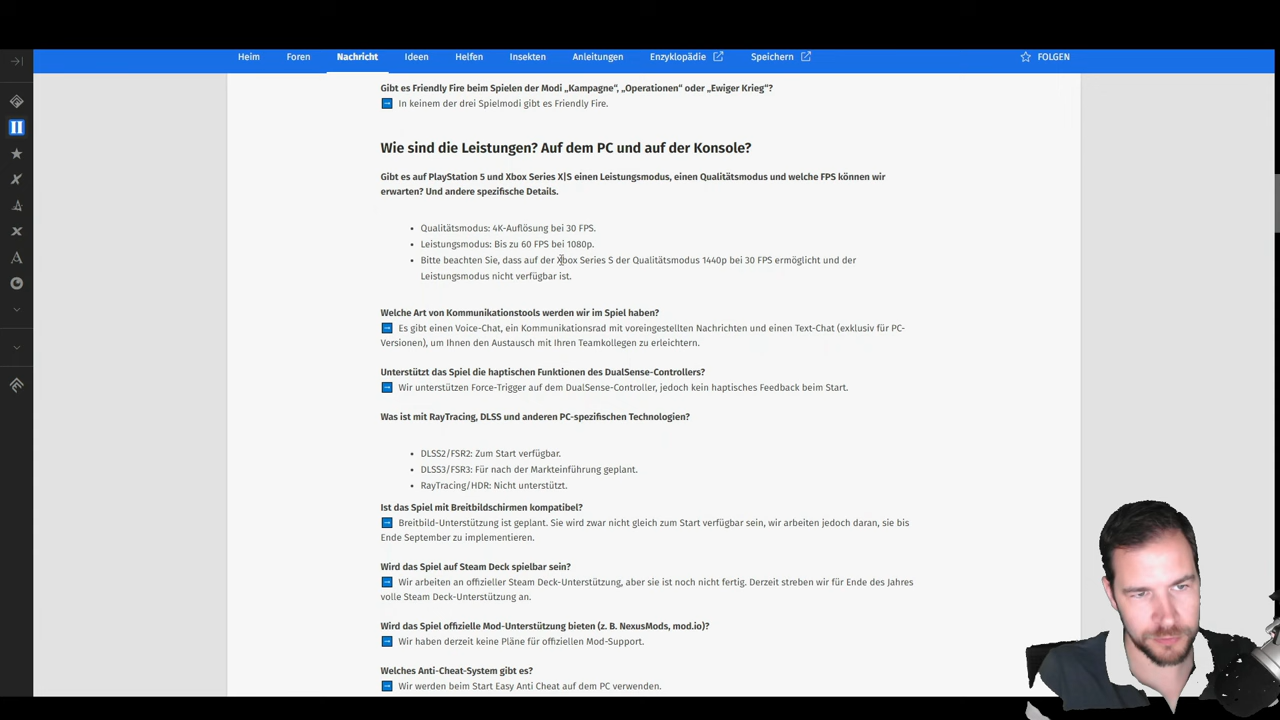 Heim Foren Nachricht Ideen Helfen Insekten Anleitungen Enzyklopädie Speichern FOLGEN
Gibt es Friendly Fire beim Spielen der Modi „Kampagne“, „Operationen“ oder „Ewiger Krieg“?
In keinem der drei Spielmodi gibt es Friendly Fire.
Wie sind die Leistungen? Auf dem PC und auf der Konsole?
Gibt es auf PlayStation 5 und Xbox Series X|S einen Leistungsmodus, einen Qualitätsmodus und welche FPS können wir
erwarten? Und andere spezifische Details.
• Qualitätsmodus: 4K-Auflösung bei 30 FPS.
• Leistungsmodus: Bis zu 60 FPS bei 1080p.
• Bitte beachten Sie, dass auf der Xbox Series S der Qualitätsmodus 1440p bei 30 FPS ermöglicht und der
Leistungsmodus nicht verfügbar ist.
Welche Art von Kommunikationstools werden wir im Spiel haben?
Es gibt einen Voice-Chat, ein Kommunikationsrad mit voreingestellten Nachrichten und einen Text-Chat (exklusiv für PC-
Versionen), um Ihnen den Austausch mit Ihren Teamkollegen zu erleichtern.
Unterstützt das Spiel die haptischen Funktionen des DualSense-Controllers?
Wir unterstützen Force-Trigger auf dem DualSense-Controller, jedoch kein haptisches Feedback beim Start.
Was ist mit RayTracing, DLSS und anderen PC-spezifischen Technologien?
• DLSS2/FSR2: Zum Start verfügbar.
• DLSS3/FSR3: Für nach der Markteinführung geplant.
• RayTracing/HDR: Nicht unterstützt.
Ist das Spiel mit Breitbildschirmen kompatibel?
Breitbild-Unterstützung ist geplant. Sie wird zwar nicht gleich zum Start verfügbar sein, wir arbeiten jedoch daran, sie bis
Ende September zu implementieren.
Wird das Spiel auf Steam Deck spielbar sein?
Wir arbeiten an offizieller Steam Deck-Unterstützung, aber sie ist noch nicht fertig. Derzeit streben wir für Ende des Jahres
volle Steam Deck-Unterstützung an.
Wird das Spiel offizielle Mod-Unterstützung bieten (z. B. NexusMods, mod.io)?
Wir haben derzeit keine Pläne für offiziellen Mod-Support.
Welches Anti-Cheat-System gibt es?
Wir werden beim Start Easy Anti Cheat auf dem PC verwenden.